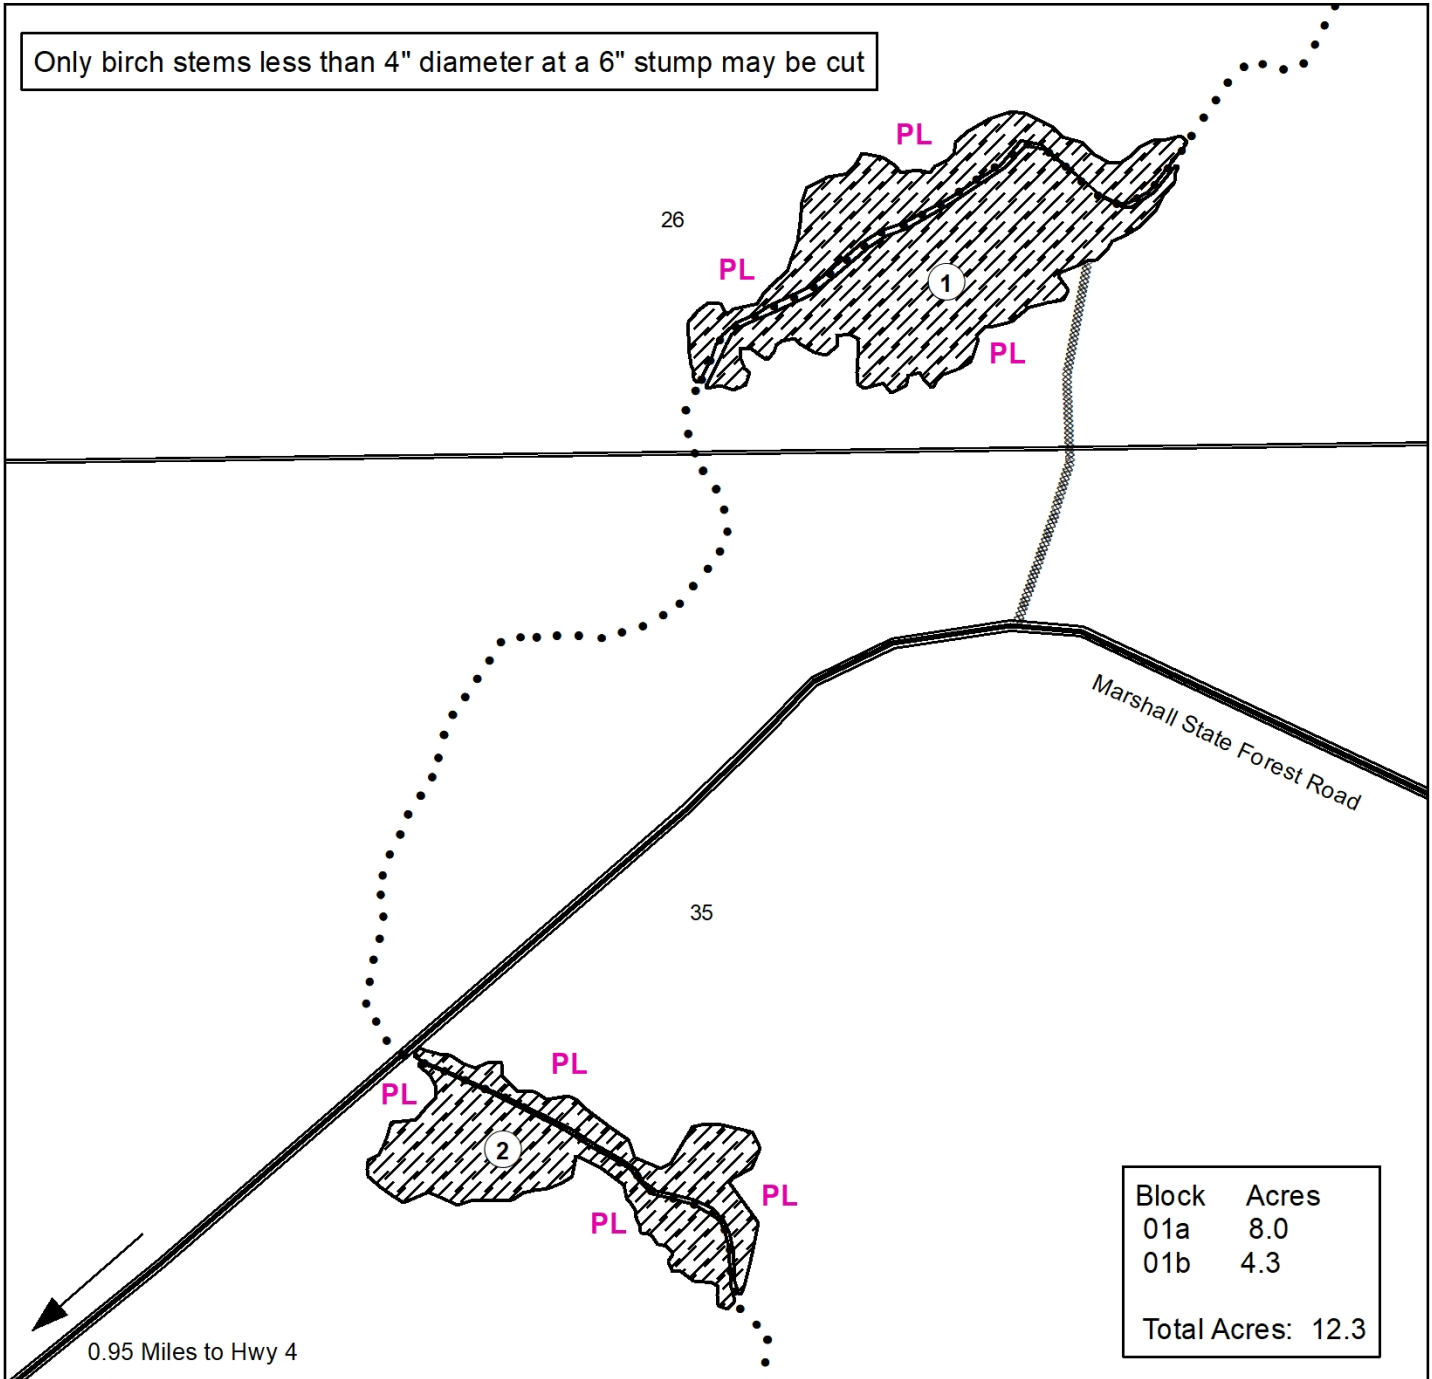 Only birch stems less than 4" diameter at a 6" stump may be cut
PL
26
PL
1
PL
Marshall State Forest Road
35
PL
PL
2
PL
PL
Block Acres
01a 8.0
01b 4.3
Total Acres: 12.3
0.95 Miles to Hwy 4